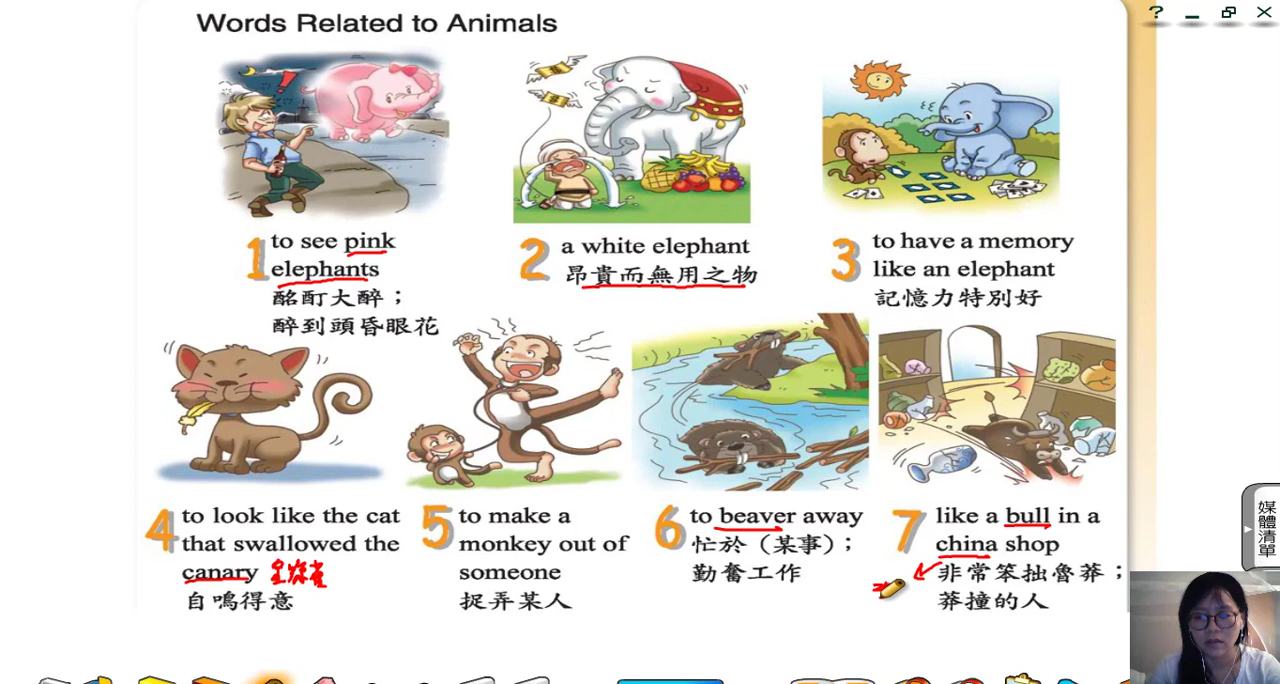 Words Related to Animals
1 to see pink
elephants
酩酊大醉；
醉到頭昏眼花
2 a white elephant
昂貴而無用之物
3 to have a memory
like an elephant
記憶力特別好
4 to look like the cat
that swallowed the
canary
自鳴得意
5 to make a
monkey out of
someone
捉弄某人
6 to beaver away
忙於（某事）；
勤奮工作
7 like a bull in a
china shop
非常笨拙魯莽；
莽撞的人
媒體清單